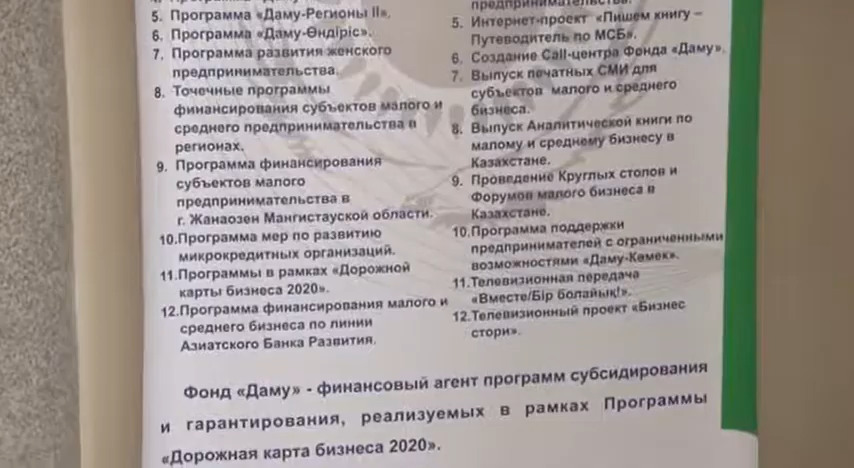 5. Программа «Даму-Регионы II».
6. Программа «Даму-Өндіріс».
7. Программа развития женского
предпринимательства.
8. Точечные программы
финансирования субъектов малого и
среднего предпринимательства в
регионах.
9. Программа финансирования
субъектов малого
предпринимательства в
г. Жанаозен Мангистауской области.
10.Программа мер по развитию
микрокредитных организаций.
11.Программы в рамках «Дорожной
карты бизнеса 2020».
12.Программа финансирования малого и
среднего бизнеса по линии
Азиатского Банка Развития.
предпринимательства.
5. Интернет-проект «Пишем книгу –
Путеводитель по МСБ».
6. Создание Call-центра Фонда «Даму».
7. Выпуск печатных СМИ для
субъектов малого и среднего
бизнеса.
8. Выпуск Аналитической книги по
малому и среднему бизнесу в
Казахстане.
9. Проведение Круглых столов и
Форумов малого бизнеса в
Казахстане.
10.Программа поддержки
предпринимателей с ограниченными
возможностями «Даму-Көмек».
11.Телевизионная передача
«Вместе/Бір болайық!».
12.Телевизионный проект «Бизнес
стори».
Фонд «Даму» - финансовый агент программ субсидирования
и гарантирования, реализуемых в рамках Программы
«Дорожная карта бизнеса 2020».